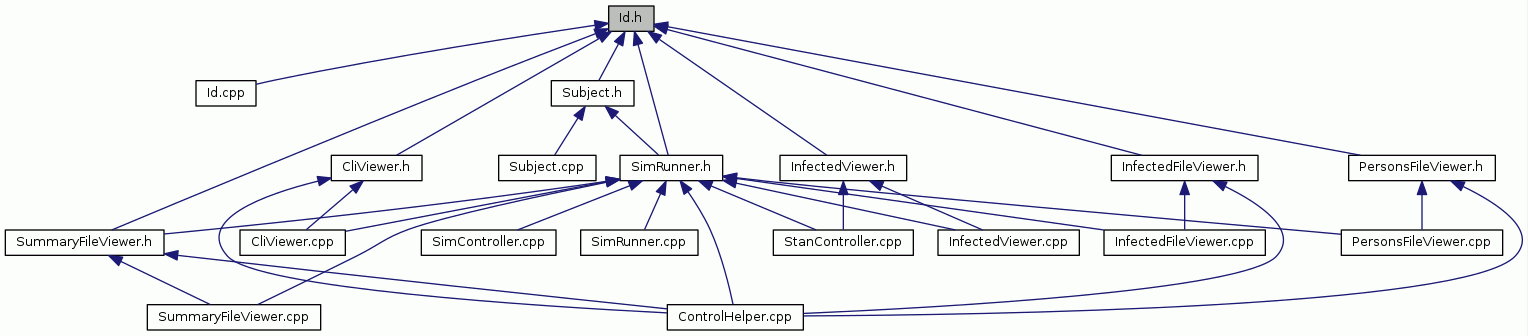 Id.h
Id.cpp
Subject.h
CliViewer.h
Subject.cpp
SimRunner.h
InfectedViewer.h
InfectedFileViewer.h
PersonsFileViewer.h
SummaryFileViewer.h
CliViewer.cpp
SimController.cpp
SimRunner.cpp
StanController.cpp
InfectedViewer.cpp
InfectedFileViewer.cpp
PersonsFileViewer.cpp
SummaryFileViewer.cpp
ControlHelper.cpp